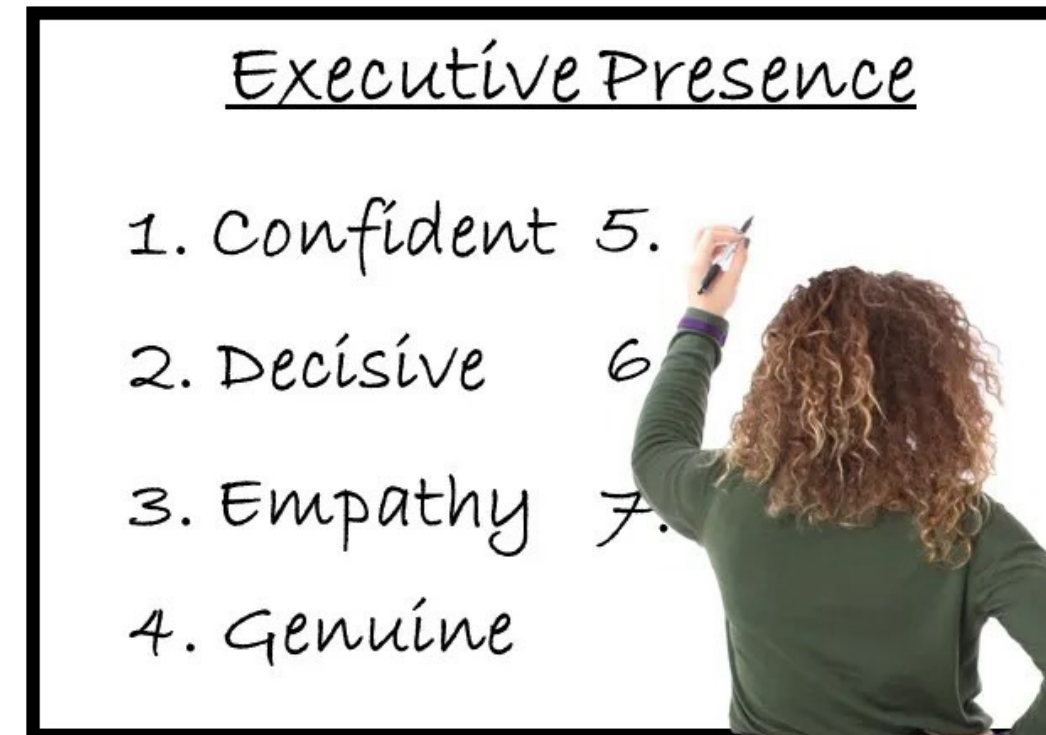 Executive Presence
1. Confident
2. Decisive
3. Empathy
4. Genuine
5.
6
7.